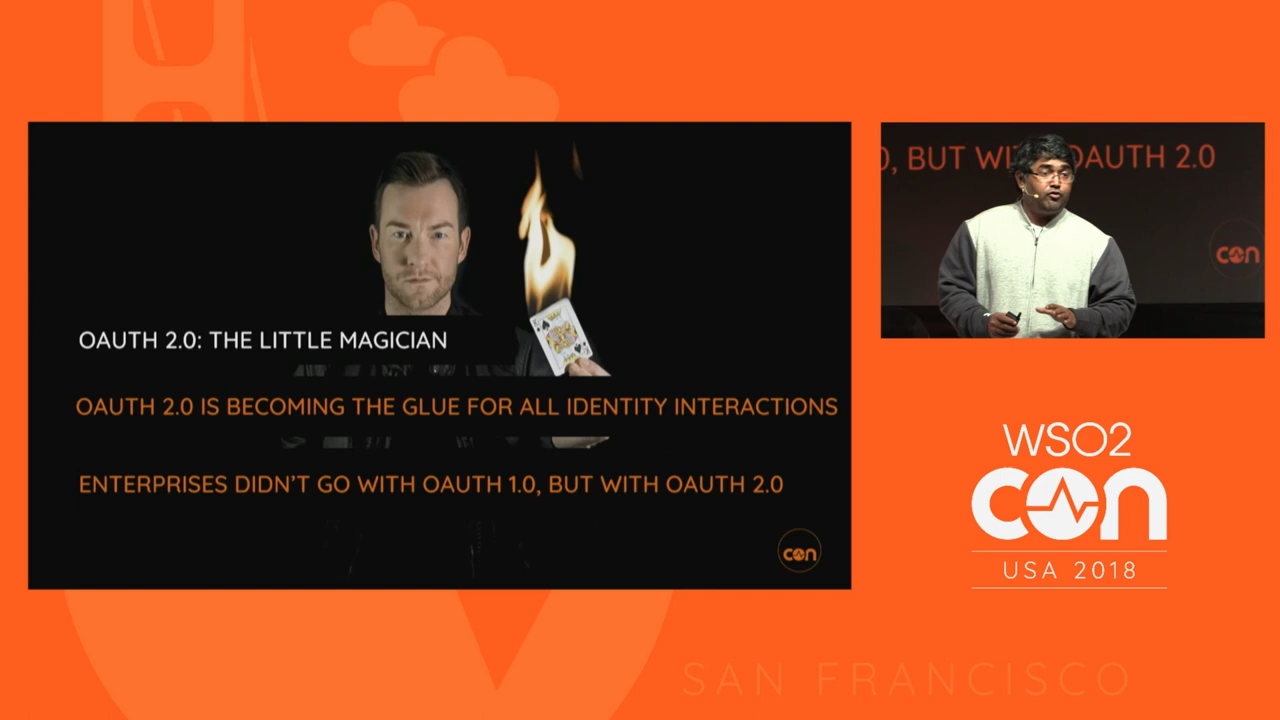 OAUTH 2.0: THE LITTLE MAGICIAN
OAUTH 2.0 IS BECOMING THE GLUE FOR ALL IDENTITY INTERACTIONS
ENTERPRISES DIDN'T GO WITH OAUTH 1.0, BUT WITH OAUTH 2.0
con
0, BUT WI OAUTH 2.0
con
WSO2
con
USA 2018
SAN FRANCISCO